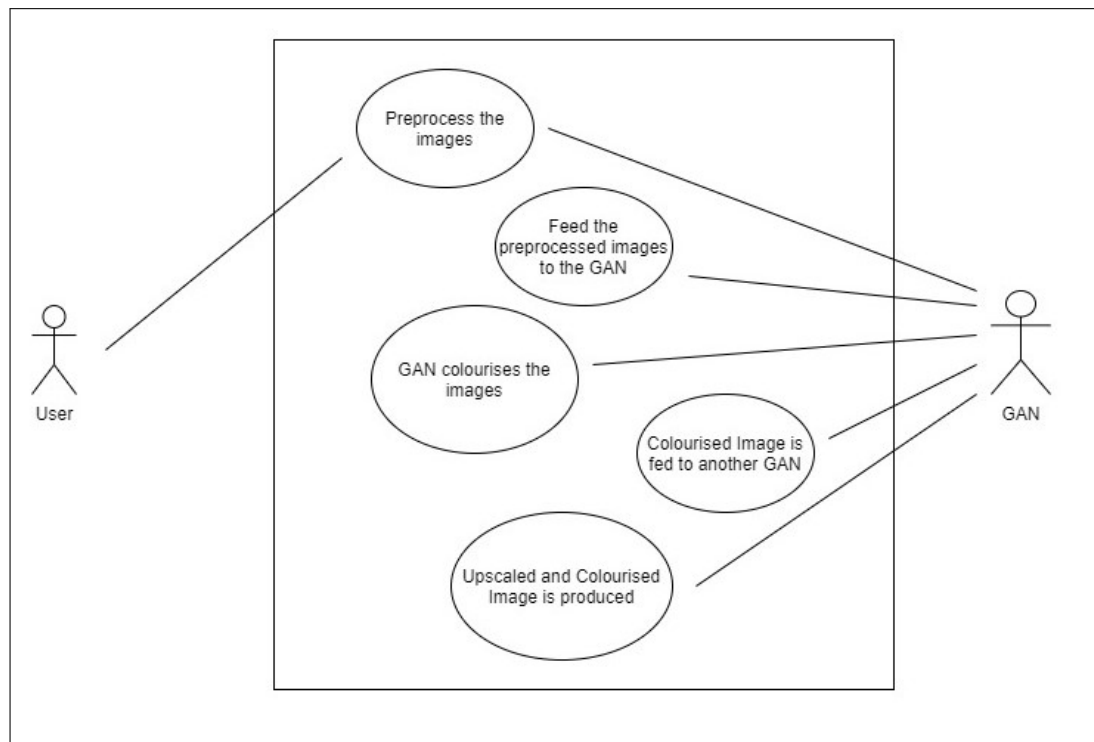 Preprocess the
images
Feed the
preprocessed images
to the GAN
GAN colourises the
images
User
GAN
Colourised Image is
fed to another GAN
Upscaled and Colourised
Image is produced